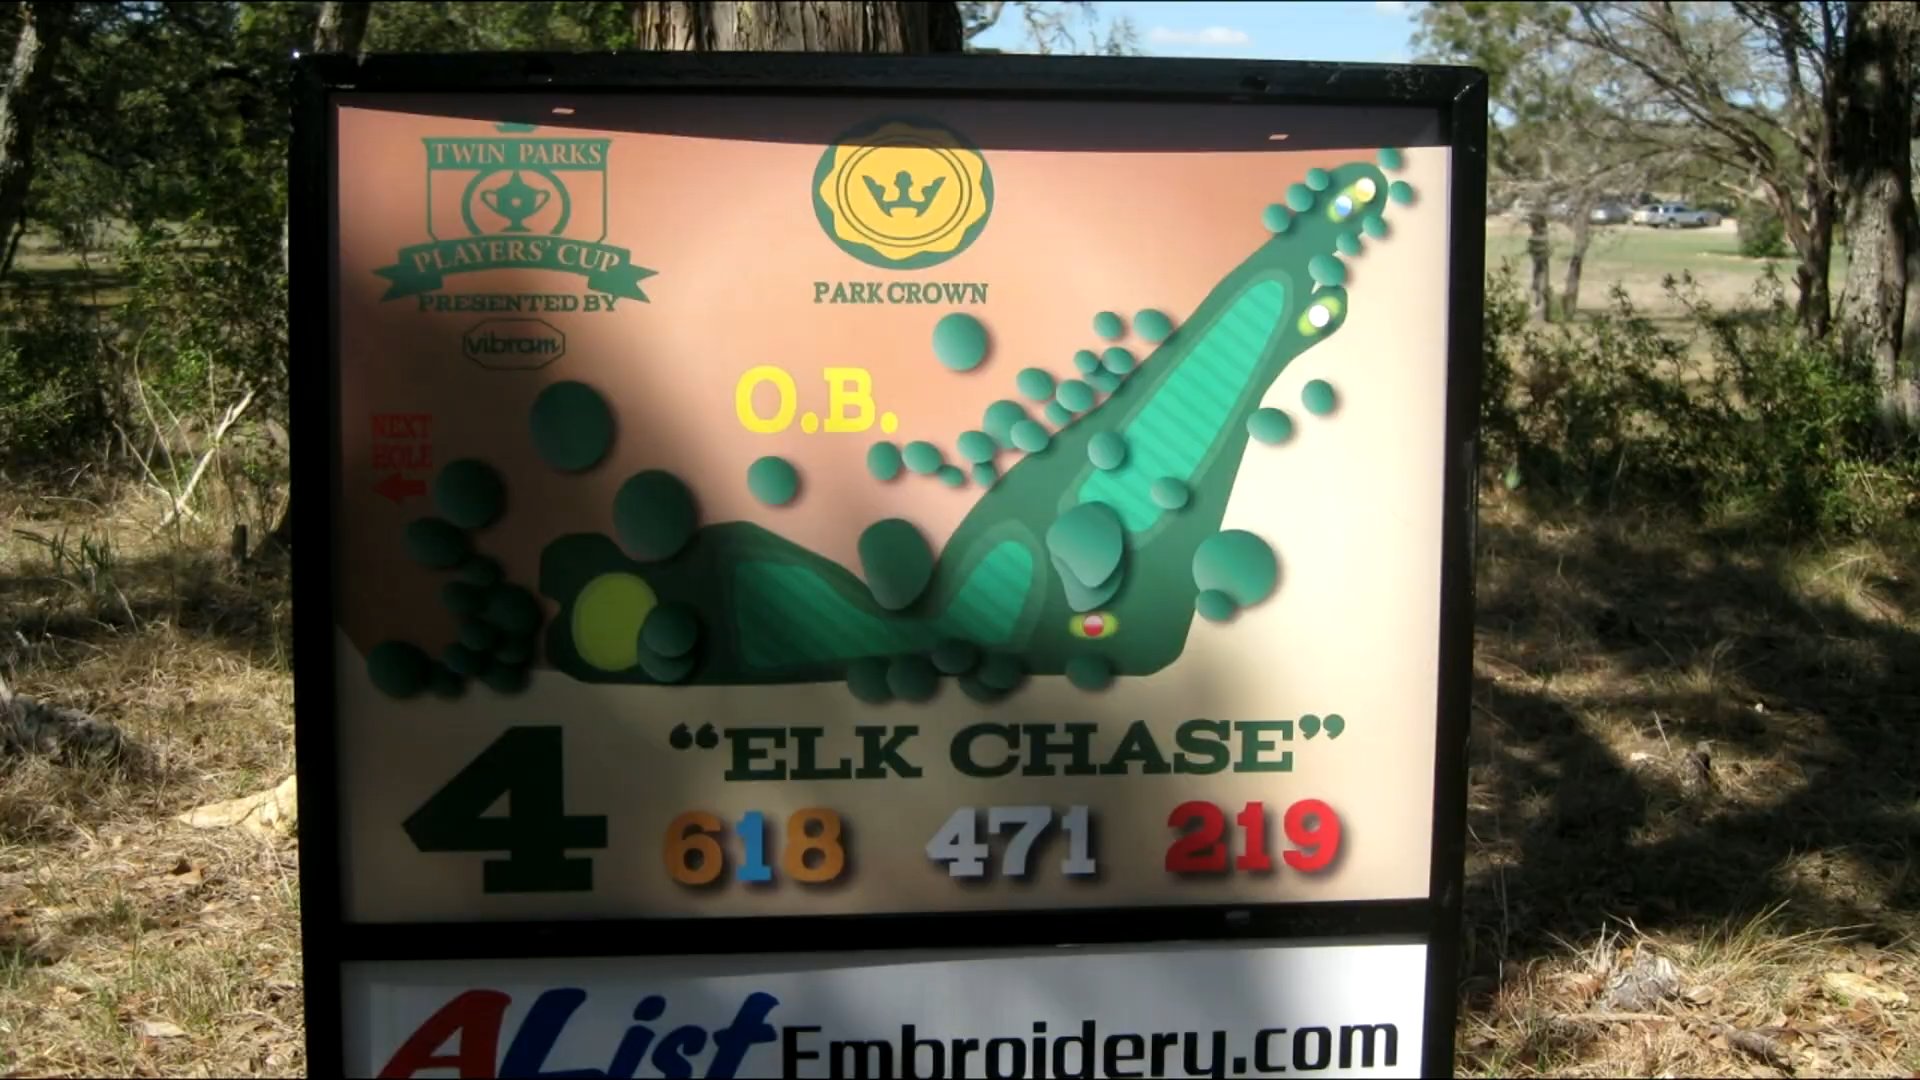 TWIN PARKS
PLAYERS' CUP
PRESENTED BY
vibram
PARK CROWN
O.B.
NEXT
HOLE
4 "ELK CHASE"
618 471 219
AListEmbroidery.com